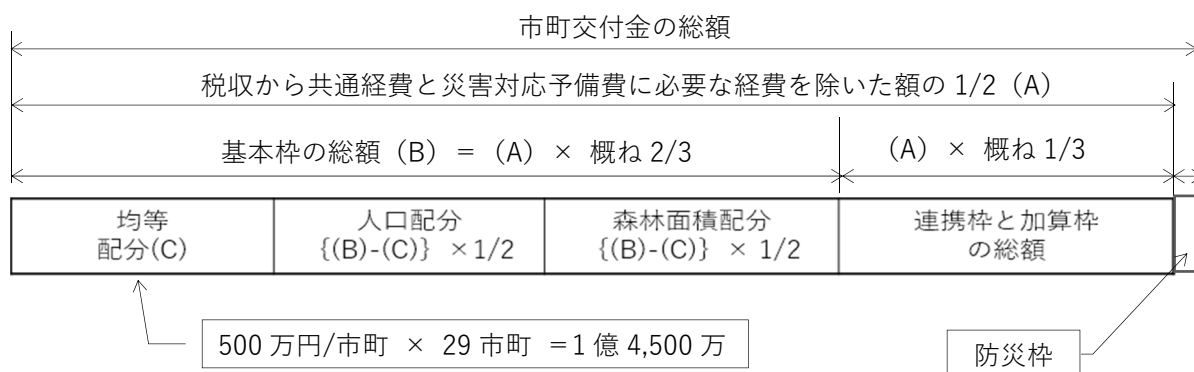 市町交付金の総額
税収から共通経費と災害対応予備費に必要な経費を除いた額の 1/2（A）
基本枠の総額（B）＝（A）× 概ね 2/3
（A）× 概ね 1/3
均等
配分(C)
人口配分
{(B)-(C)} ×1/2
森林面積配分
{(B)-(C)} × 1/2
連携枠と加算枠
の総額
500 万円/市町 × 29 市町 ＝1 億 4,500 万
防災枠